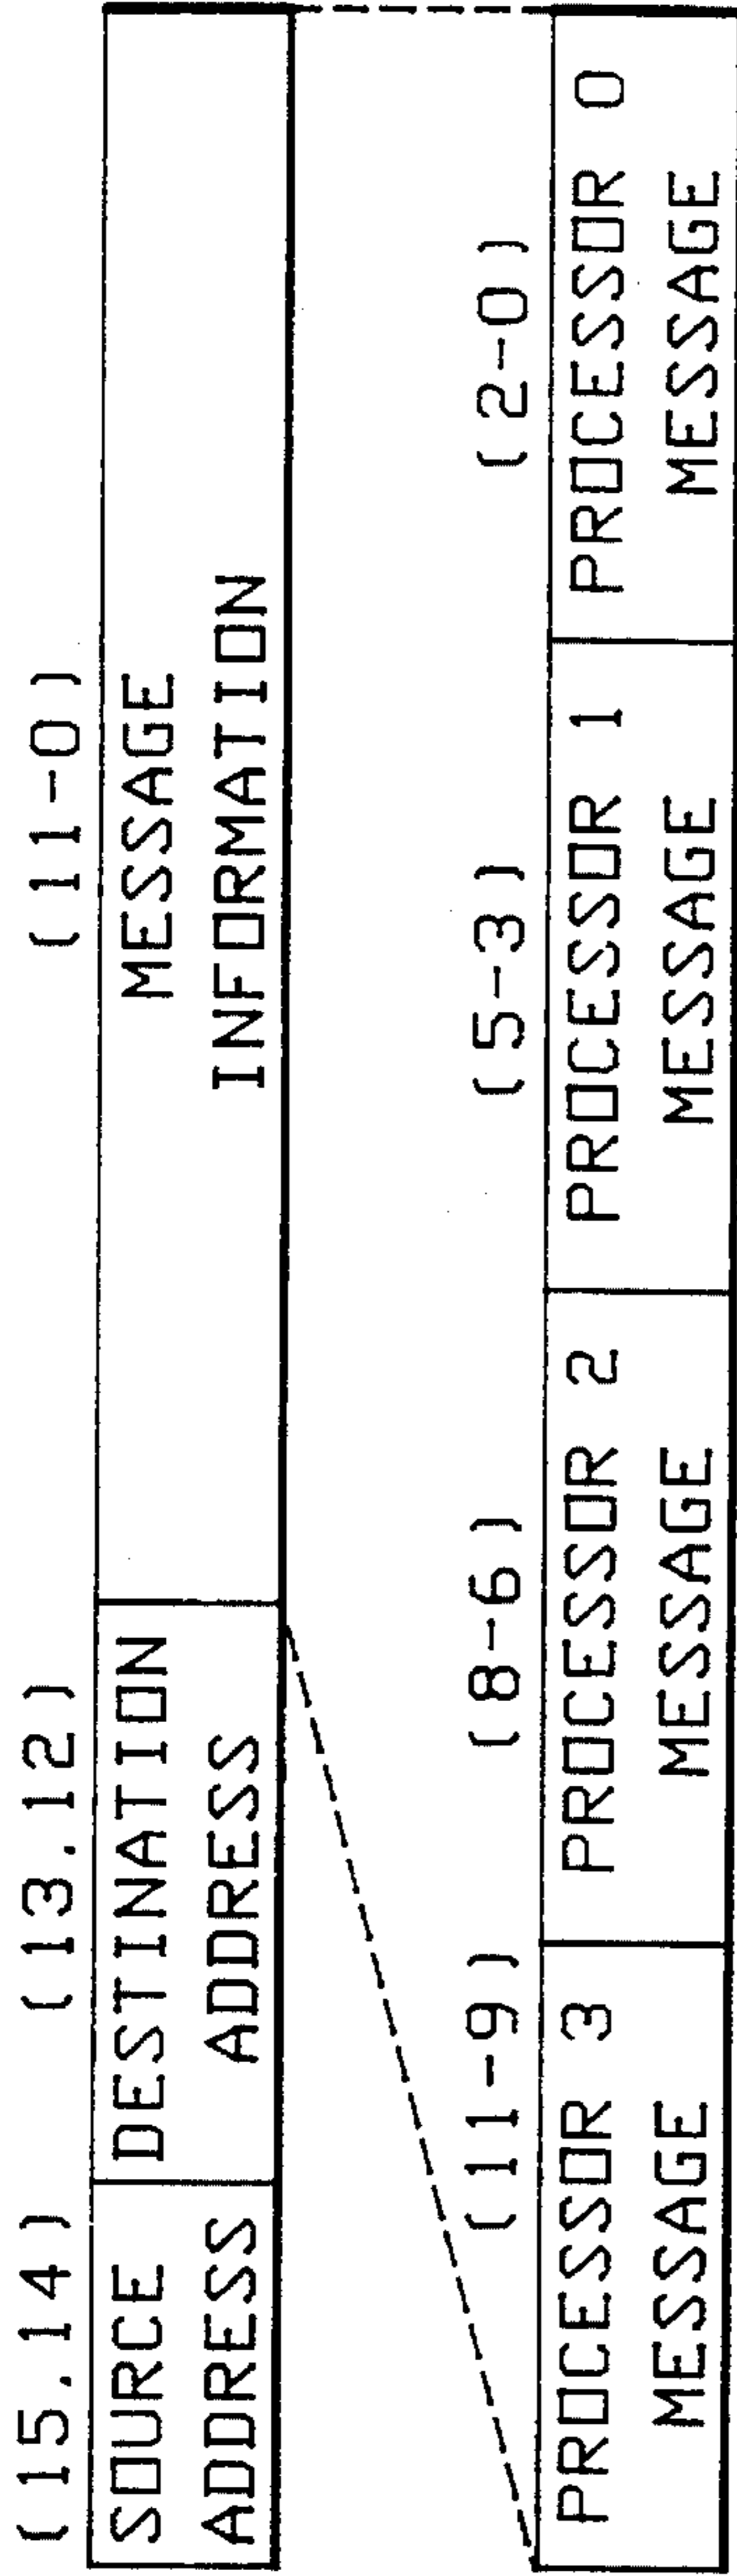 (15,14) (13,12) (11-0)
SOURCE ADDRESS
DESTINATION ADDRESS
MESSAGE INFORMATION
(11-9) (8-6) (5-3) (2-0)
PROCESSOR 3 MESSAGE
PROCESSOR 2 MESSAGE
PROCESSOR 1 MESSAGE
PROCESSOR 0 MESSAGE